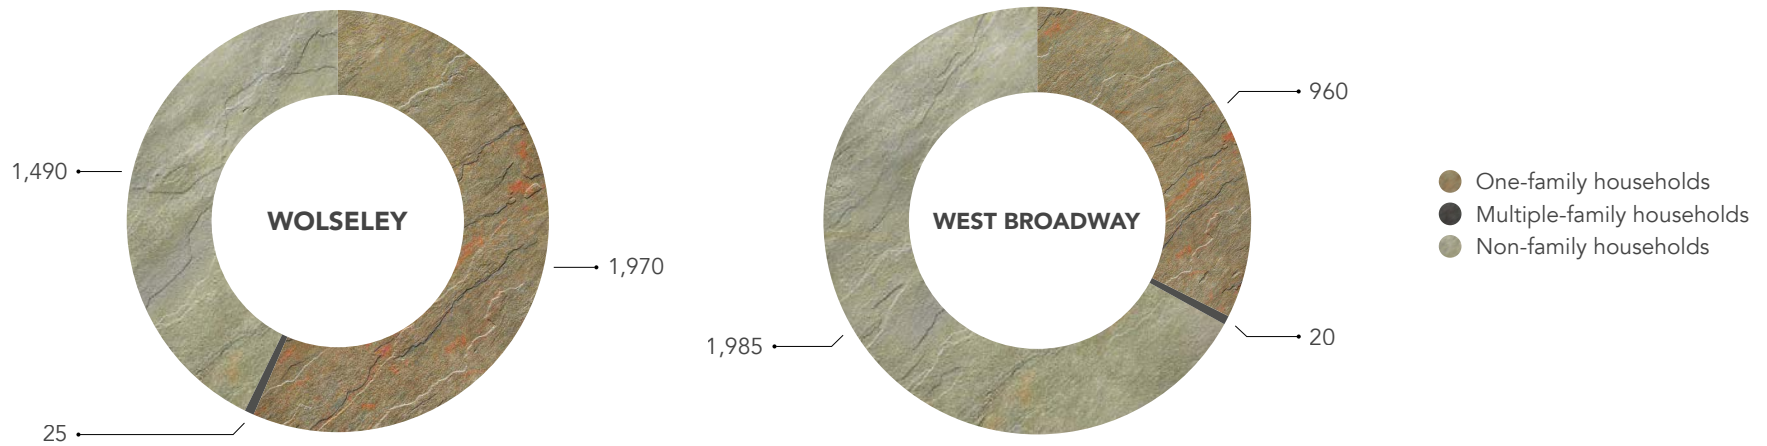 1,490
WOLSELEY
1,970
25
960
WEST BROADWAY
1,985
20
One-family households
Multiple-family households
Non-family households